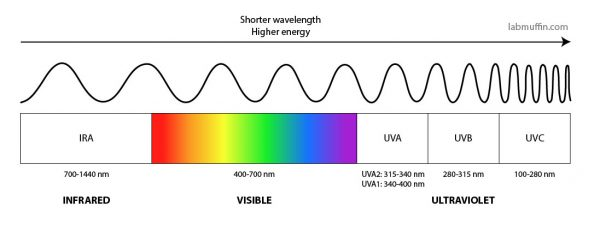 Shorter wavelength
Higher energy
labmuffin.com
IRA
UVA
UVB
UVC
700-1440 nm
400-700 nm
UVA2: 315-340 nm
UVA1: 340-400 nm
280-315 nm
100-280 nm
INFRARED
VISIBLE
ULTRAVIOLET